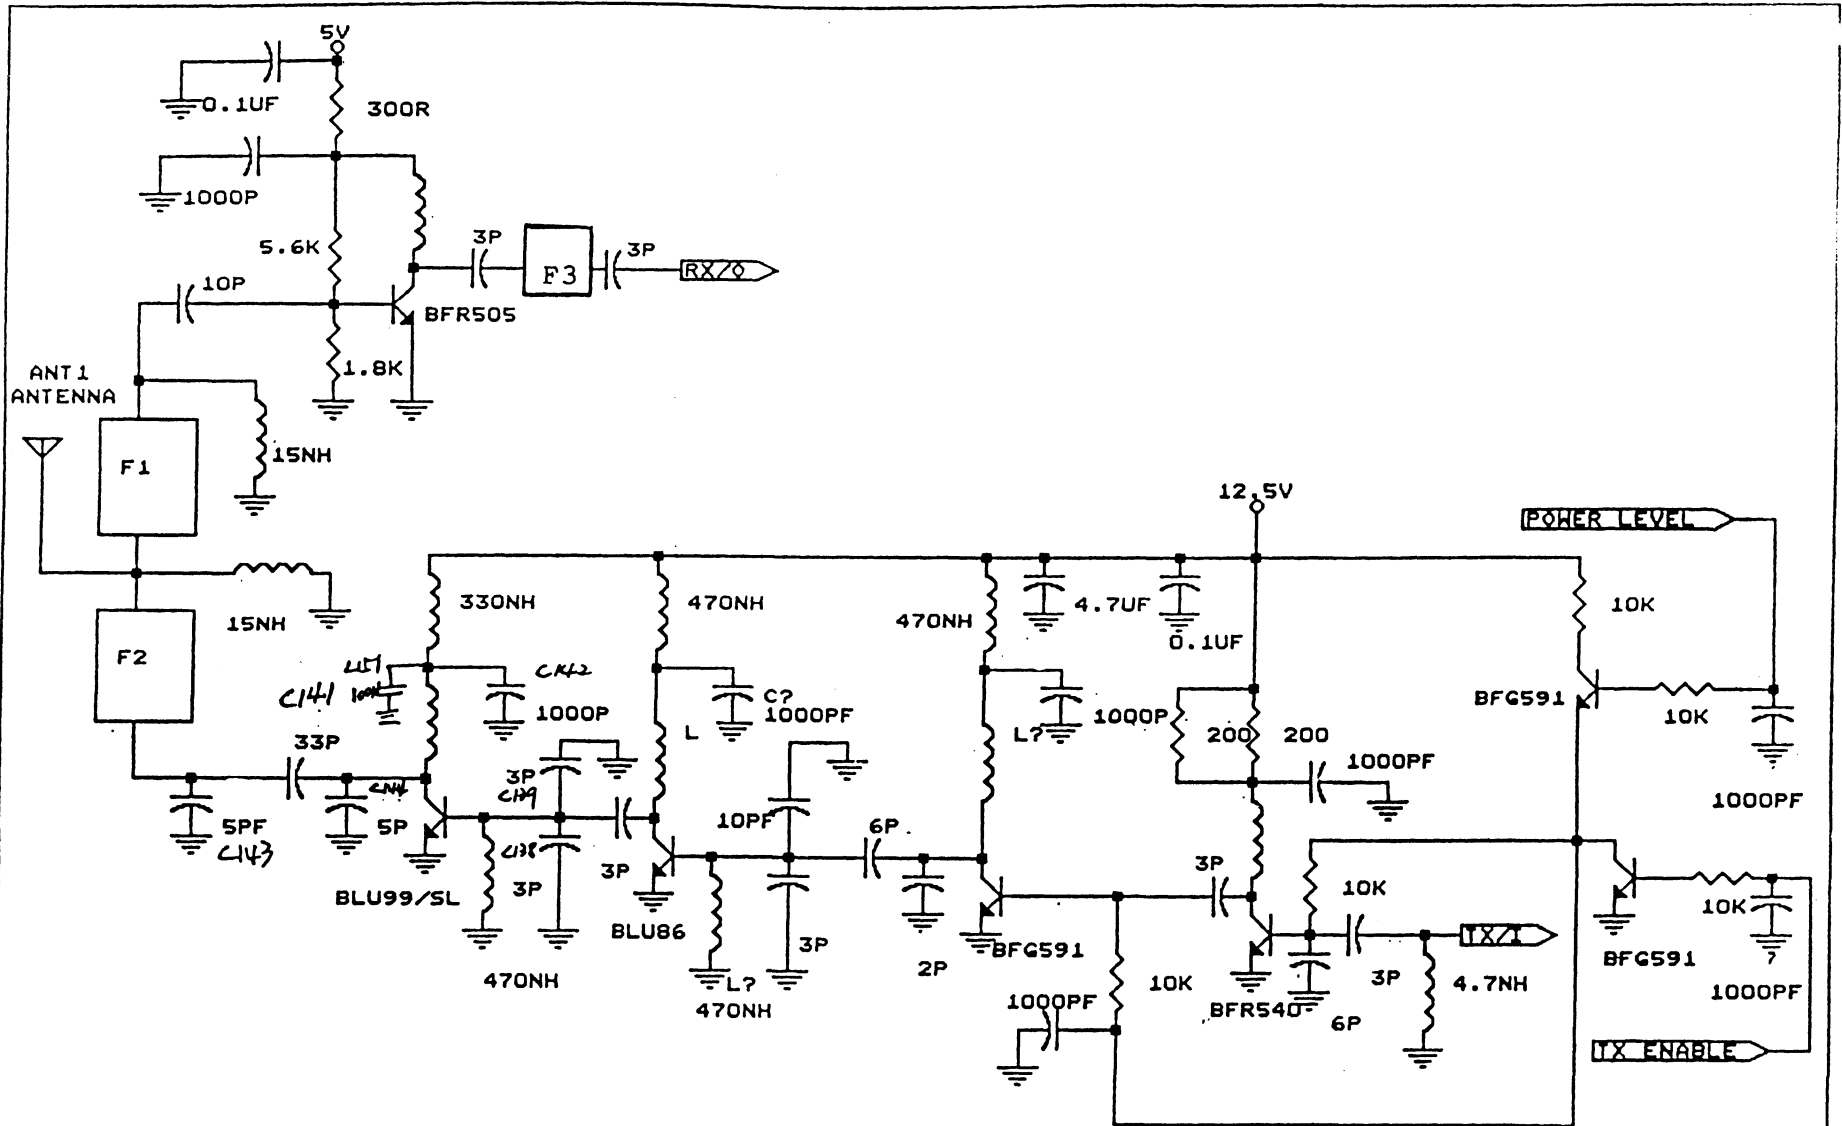 5V
0.1UF
300R
1000P
5.6K
3P
F3
3P
RX/O
10P
BFR505
1.8K
ANT1
ANTENNA
F1
15NH
15NH
F2
12.5V
POWER LEVEL
330NH
470NH
470NH
4.7UF
0.1UF
10K
C141
C142
1000P
C?
1000PF
L
L?
1000P
200
200
1000PF
BFG591
10K
1000PF
33P
5PF
C143
5P
3P
C139
C138
3P
3P
10PF
6P
3P
10K
10K
BLU99/SL
BLU86
3P
2P
BFG591
BFR540
3P
TX/I
4.7NH
BFG591
1000PF
470NH
L?
470NH
1000PF
10K
6P
TX ENABLE